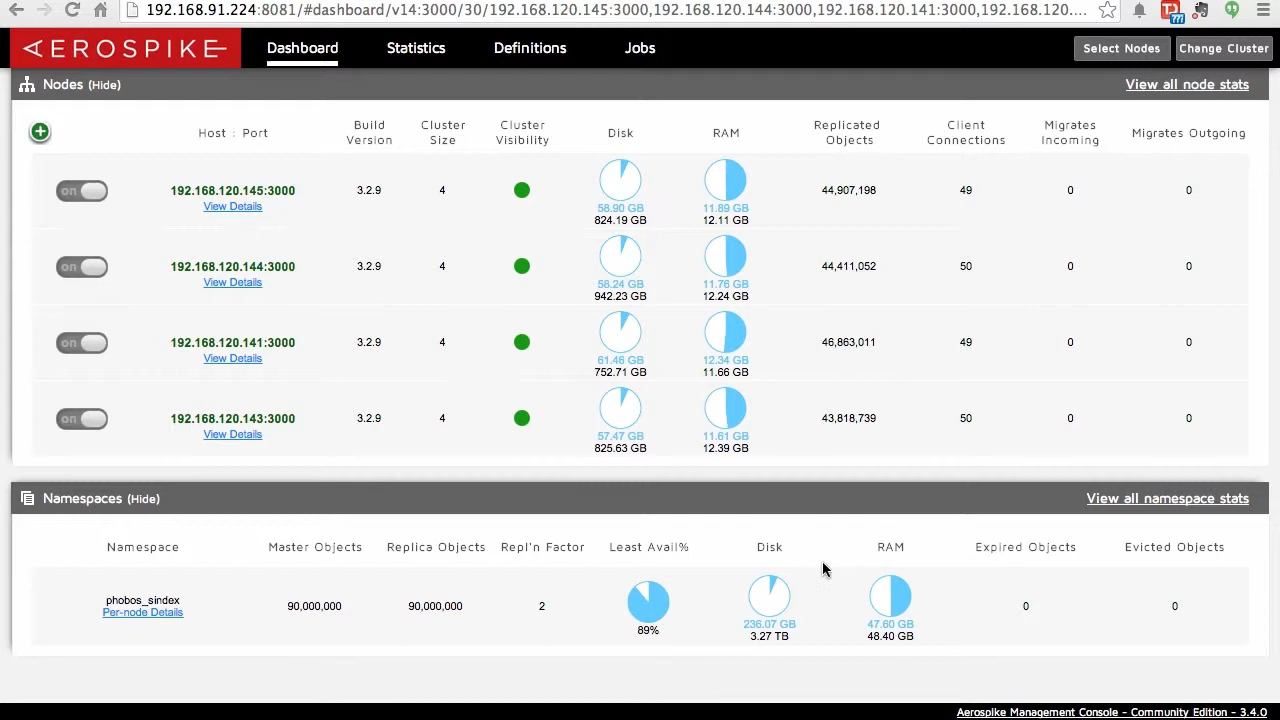 192.168.91.224:8081/#dashboard/v14:3000/30/192.168.120.145:3000,192.168.120.144:3000,192.168.120.141:3000,192.168.120....
AEROSPIKE Dashboard Statistics Definitions Jobs Select Nodes Change Cluster
Nodes (Hide) View all node stats
Host : Port Build Version Cluster Size Cluster Visibility Disk RAM Replicated Objects Client Connections Migrates Incoming Migrates Outgoing
on 192.168.120.145:3000 3.2.9 4 44,907,198 49 0 0
View Details 58.90 GB 11.89 GB
824.19 GB 12.11 GB
on 192.168.120.144:3000 3.2.9 4 44,411,052 50 0 0
View Details 58.24 GB 11.76 GB
942.23 GB 12.24 GB
on 192.168.120.141:3000 3.2.9 4 46,863,011 49 0 0
View Details 61.46 GB 12.34 GB
752.71 GB 11.66 GB
on 192.168.120.143:3000 3.2.9 4 43,818,739 50 0 0
View Details 57.47 GB 11.61 GB
825.63 GB 12.39 GB
Namespaces (Hide) View all namespace stats
Namespace Master Objects Replica Objects Repl'n Factor Least Avail% Disk RAM Expired Objects Evicted Objects
phobos_sindex 90,000,000 90,000,000 2 0 0
Per-node Details 89% 236.07 GB 47.60 GB
3.27 TB 48.40 GB
Aerospike Management Console - Community Edition - 3.4.0